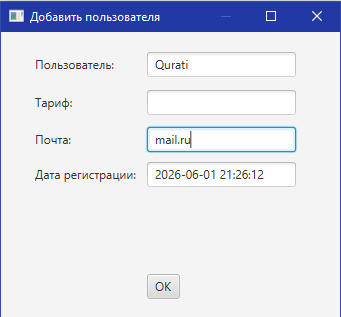 Добавить пользователя
Пользователь: Qurati
Тариф:
Почта: mail.ru
Дата регистрации: 2026-06-01 21:26:12
OK